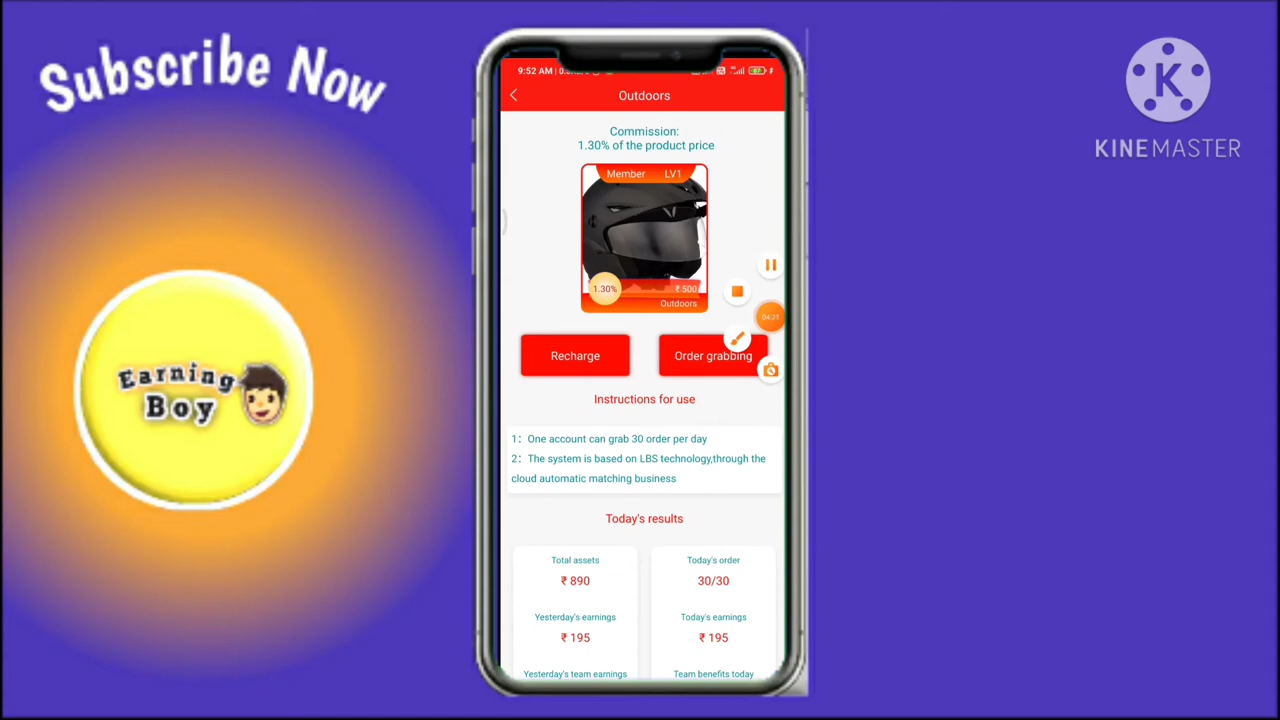 Subscribe Now
KINEMASTER
Earning
Boy
9:52 AM
Outdoors
Commission:
1.30% of the product price
Member LV1
1.30%
₹ 500
Outdoors
04:21
Recharge
Order grabbing
Instructions for use
1：One account can grab 30 order per day
2：The system is based on LBS technology,through the
cloud automatic matching business
Today's results
Total assets
₹ 890
Today's order
30/30
Yesterday's earnings
₹ 195
Today's earnings
₹ 195
Yesterday's team earnings
Team benefits today